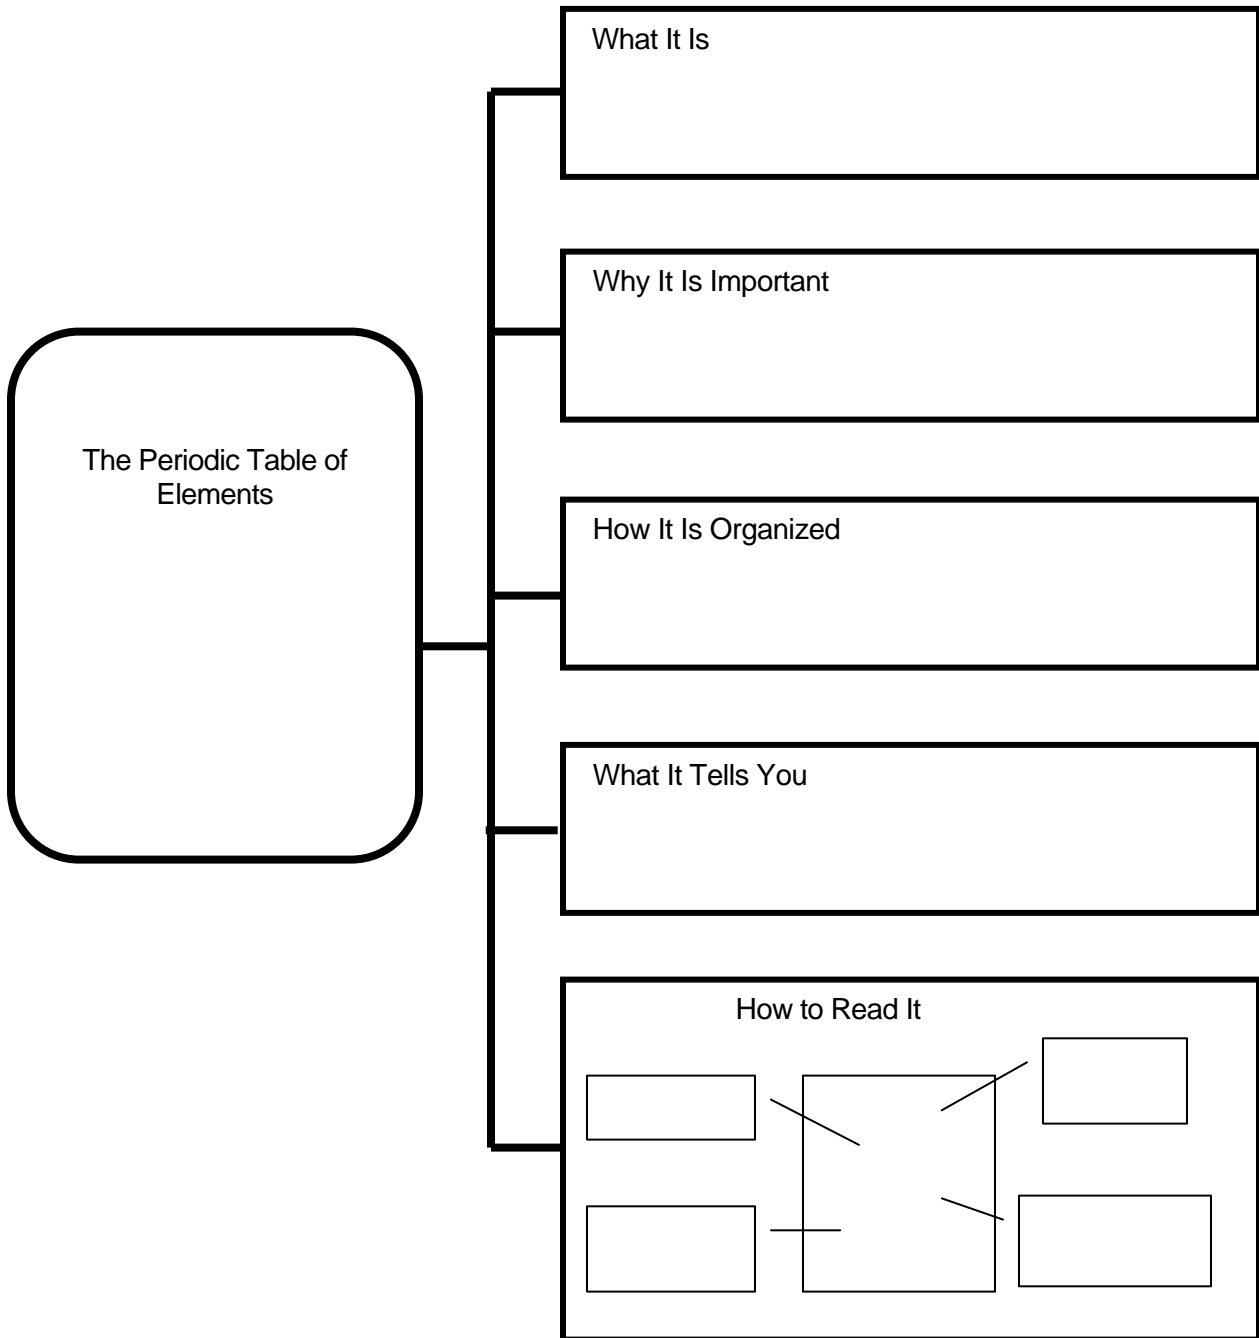 What It Is
Why It Is Important
The Periodic Table of
Elements
How It Is Organized
What It Tells You
How to Read It